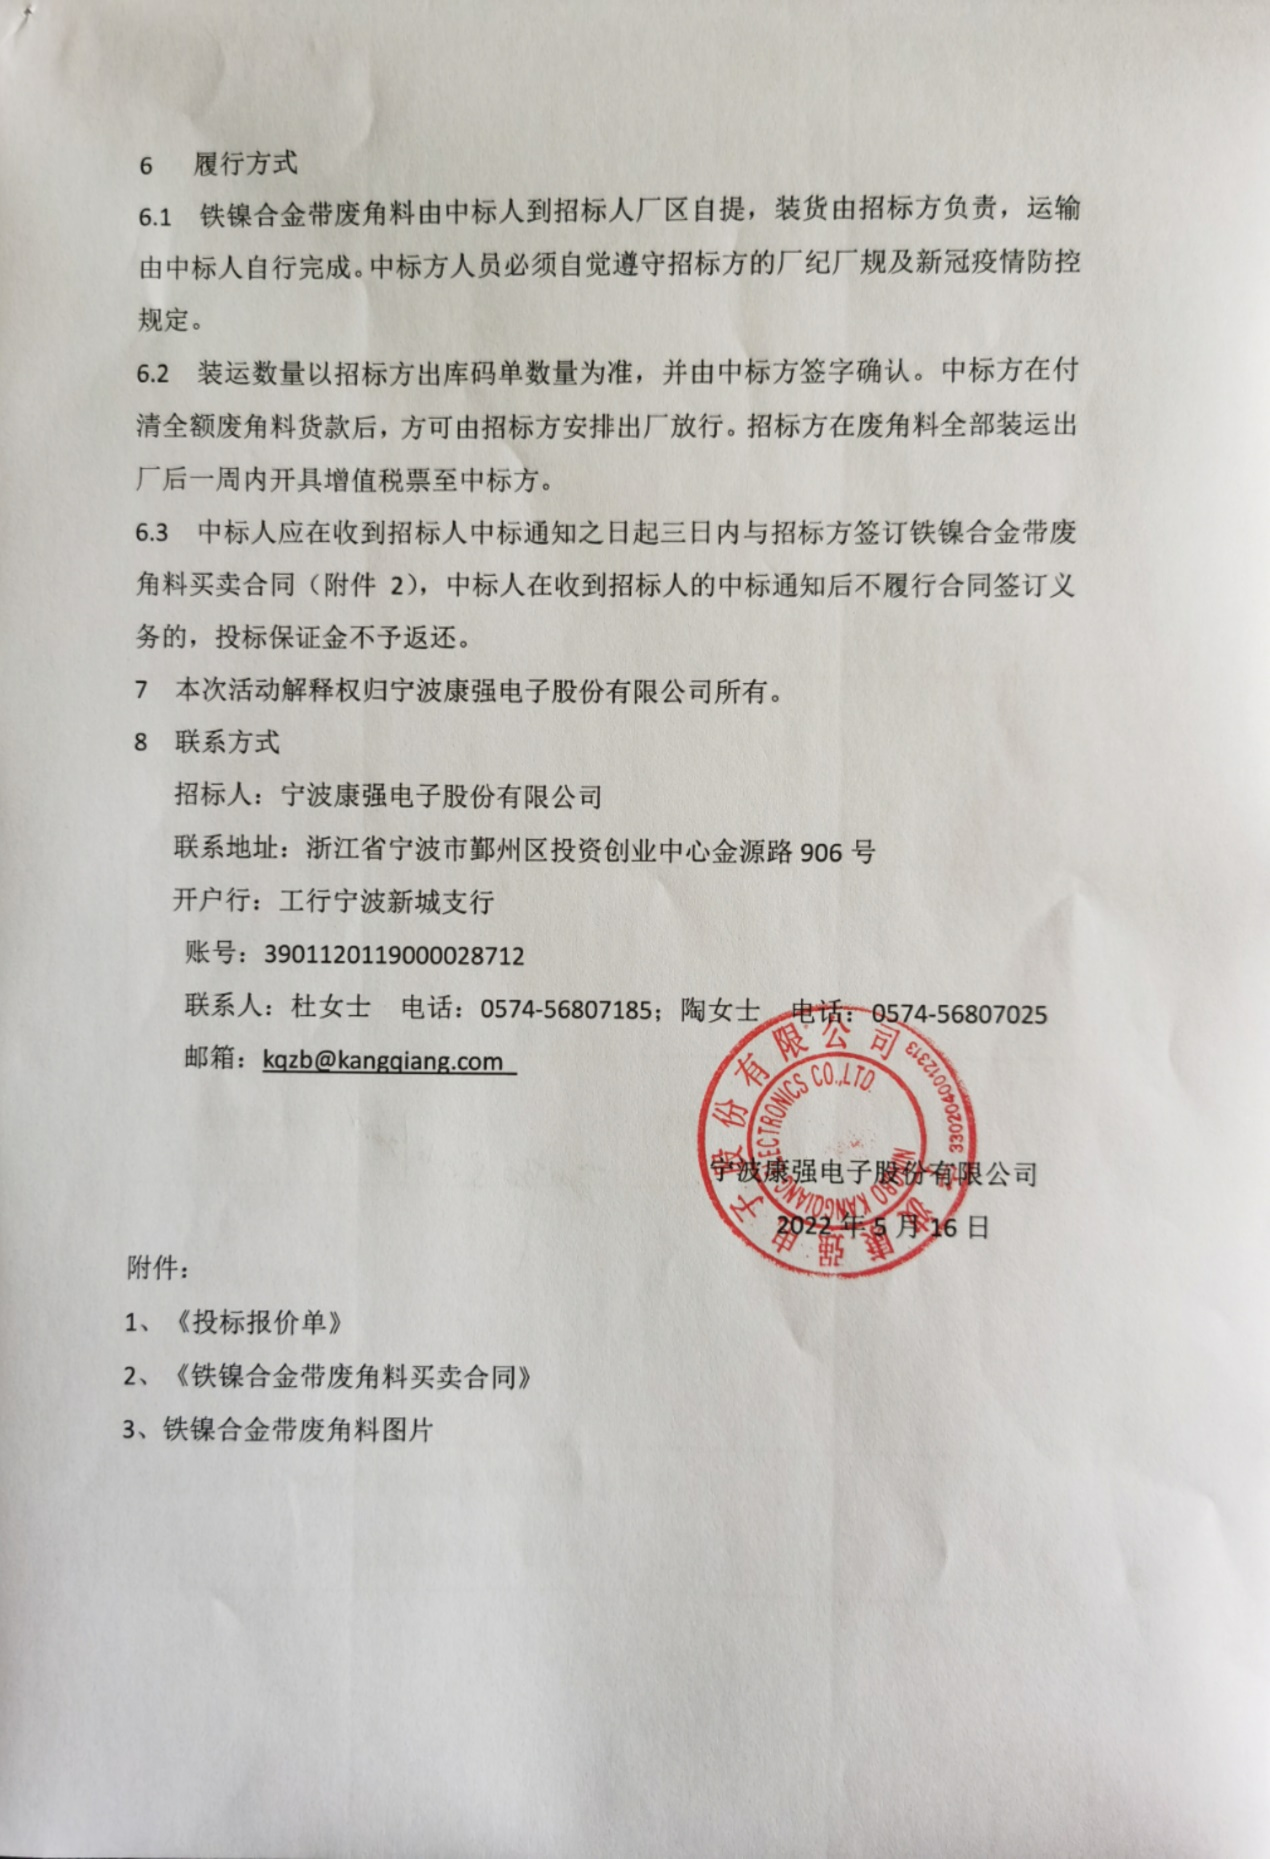 6 履行方式
6.1 铁镍合金带废角料由中标人到招标人厂区自提，装货由招标方负责，运输
由中标人自行完成。中标方人员必须自觉遵守招标方的厂纪厂规及新冠疫情防控
规定。
6.2 装运数量以招标方出库码单数量为准，并由中标方签字确认。中标方在付
清全额废角料货款后，方可由招标方安排出厂放行。招标方在废角料全部装运出
厂后一周内开具增值税票至中标方。
6.3 中标人应在收到招标人中标通知之日起三日内与招标方签订铁镍合金带废
角料买卖合同（附件 2），中标人在收到招标人的中标通知后不履行合同签订义
务的，投标保证金不予返还。
7 本次活动解释权归宁波康强电子股份有限公司所有。
8 联系方式
招标人：宁波康强电子股份有限公司
联系地址：浙江省宁波市鄞州区投资创业中心金源路 906 号
开户行：工行宁波新城支行
账号：3901120119000028712
联系人：杜女士 电话：0574-56807185；陶女士 电话：0574-56807025
邮箱：kqzb@kangqiang.com
宁波康强电子股份有限公司
NINGBO KANGQIANG ELECTRONICS CO.,LTD.
3302040012313
宁波康强电子股份有限公司
2022 年 5 月 16 日
附件：
1、《投标报价单》
2、《铁镍合金带废角料买卖合同》
3、铁镍合金带废角料图片